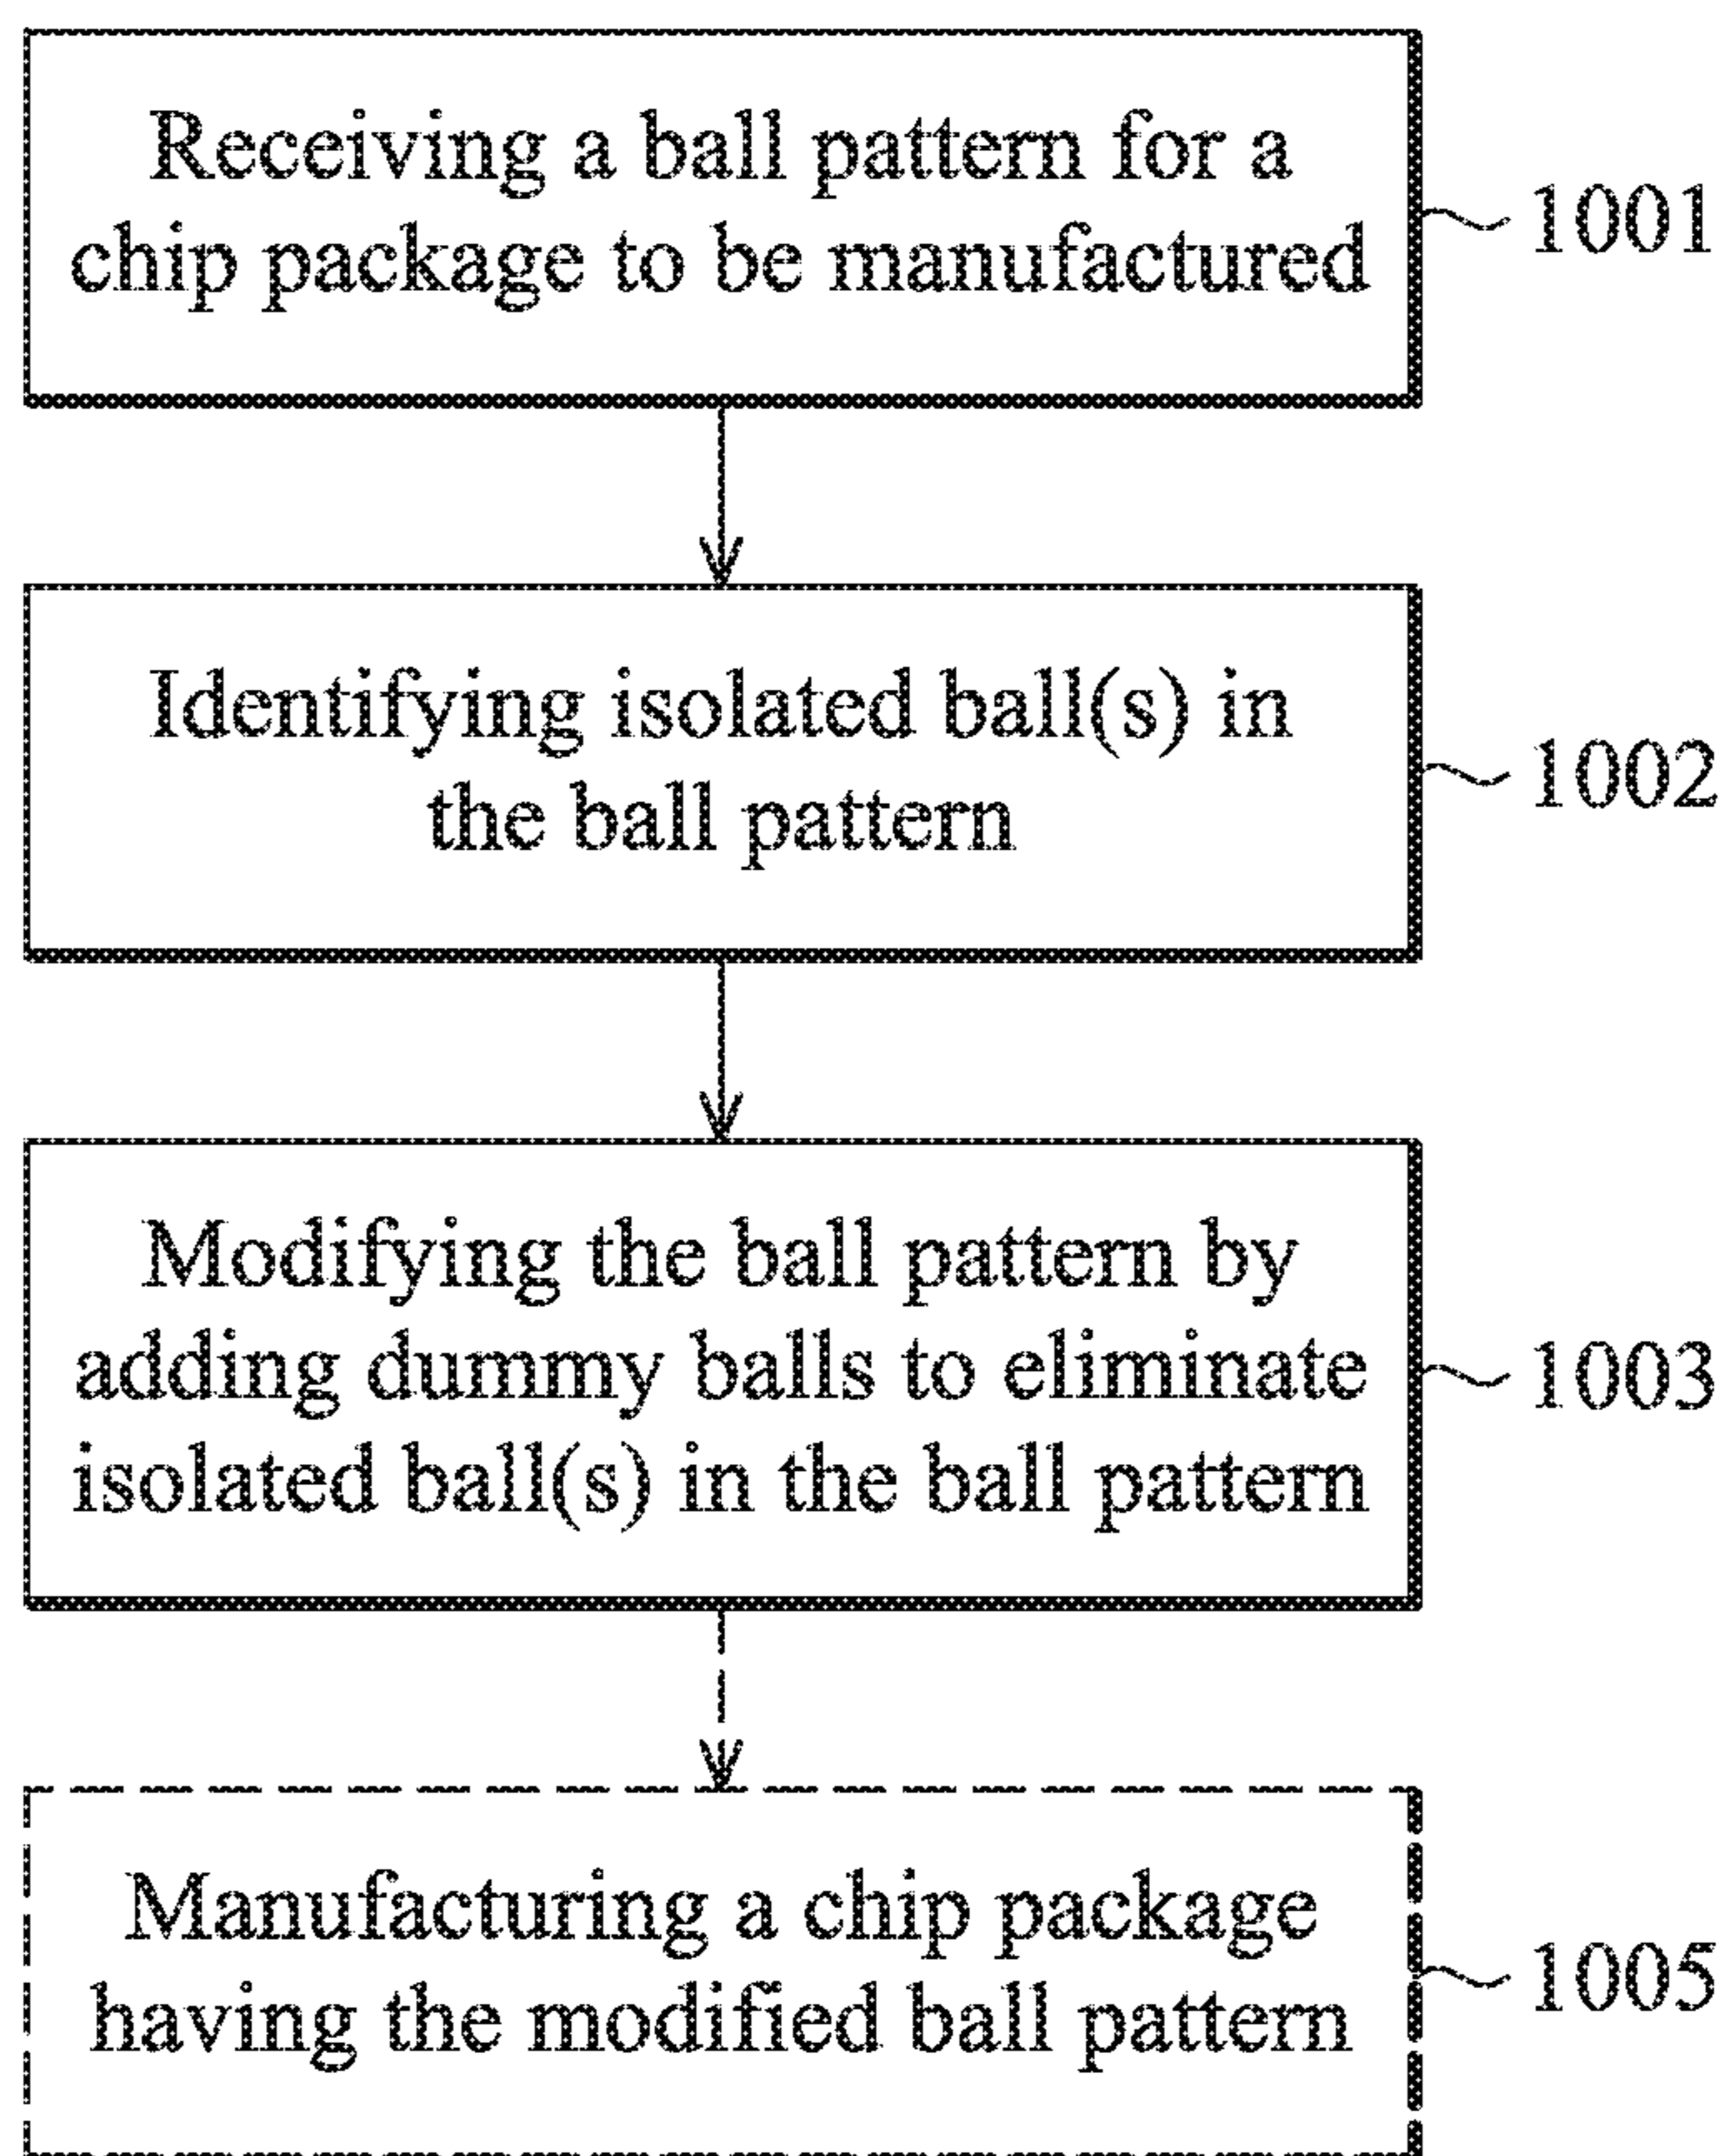 Receiving a ball pattern for a
chip package to be manufactured
1001
Identifying isolated ball(s) in
the ball pattern
1002
Modifying the ball pattern by
adding dummy balls to eliminate
isolated ball(s) in the ball pattern
1003
Manufacturing a chip package
having the modified ball pattern
1005